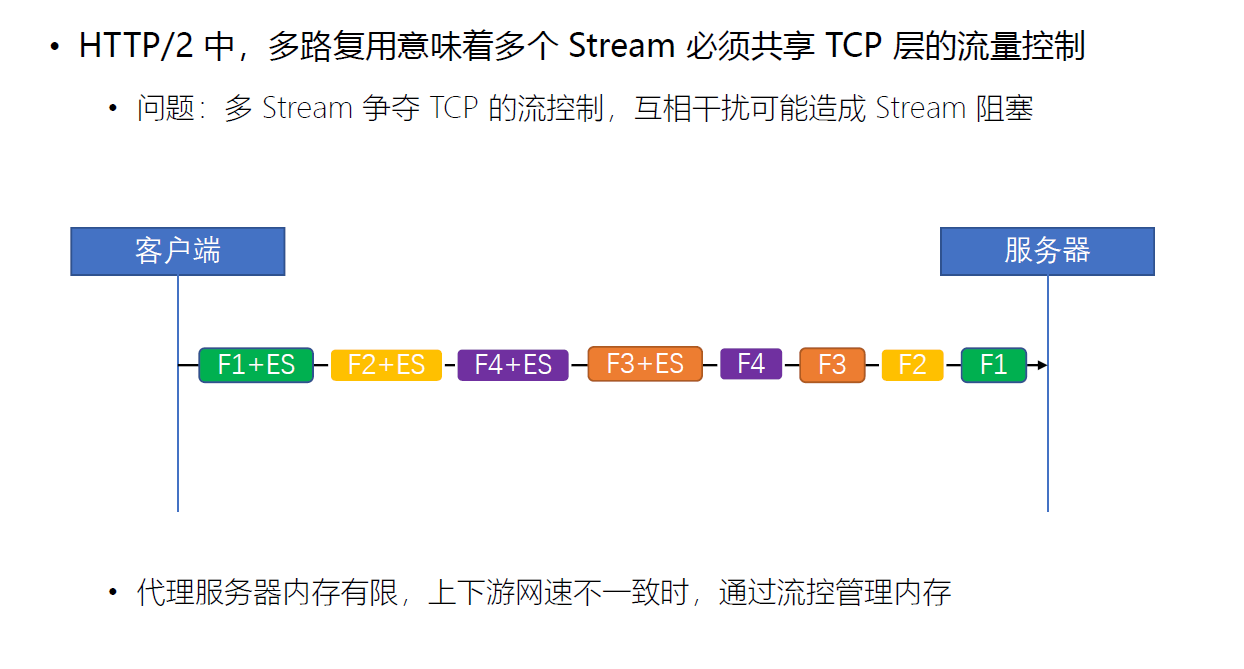 • HTTP/2 中，多路复用意味着多个 Stream 必须共享 TCP 层的流量控制
• 问题：多 Stream 争夺 TCP 的流控制，互相干扰可能造成 Stream 阻塞
客户端
服务器
F1+ES
F2+ES
F4+ES
F3+ES
F4
F3
F2
F1
• 代理服务器内存有限，上下游网速不一致时，通过流控管理内存